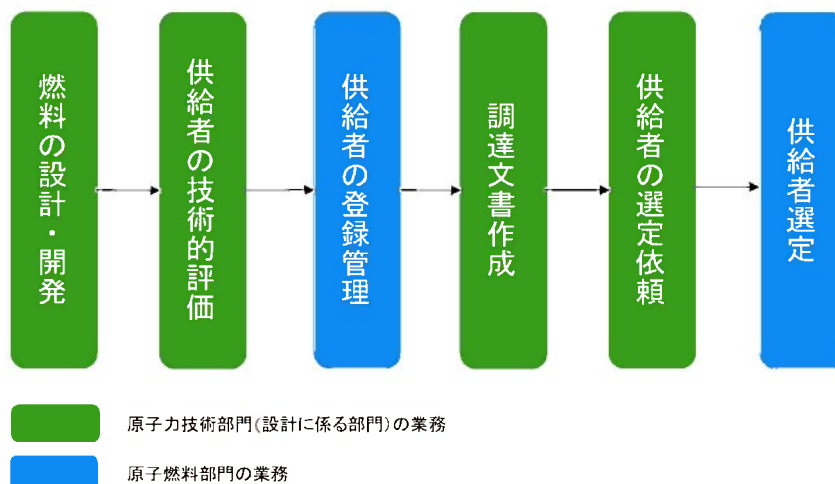 燃料の設計・開発
供給者の技術的評価
供給者の登録管理
調達文書作成
供給者の選定依頼
供給者選定
原子力技術部門(設計に係る部門)の業務
原子燃料部門の業務